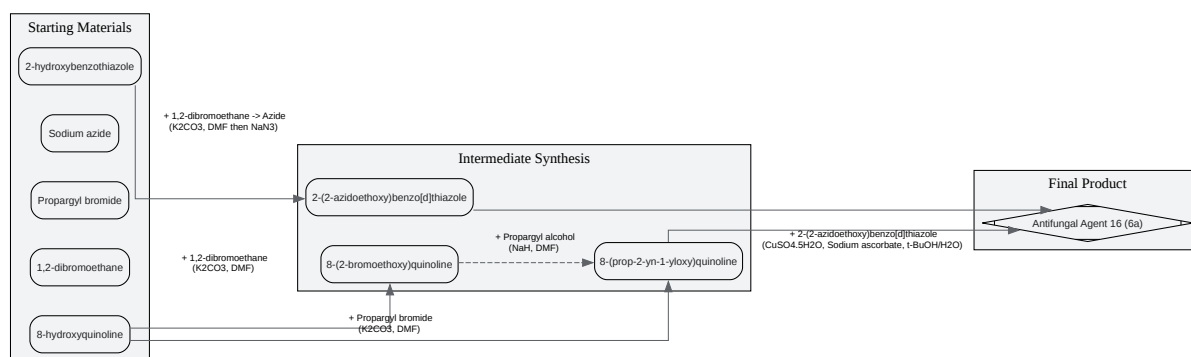 Starting Materials
2-hydroxybenzothiazole
Sodium azide
Propargyl bromide
1,2-dibromoethane
8-hydroxyquinoline
+ 1,2-dibromoethane -> Azide
(K2CO3, DMF then NaN3)
+ 1,2-dibromoethane
(K2CO3, DMF)
+ Propargyl bromide
(K2CO3, DMF)
Intermediate Synthesis
2-(2-azidoethoxy)benzo[d]thiazole
8-(2-bromoethoxy)quinoline
+ Propargyl alcohol
(NaH, DMF)
8-(prop-2-yn-1-yloxy)quinoline
+ 2-(2-azidoethoxy)benzo[d]thiazole
(CuSO4.5H2O, Sodium ascorbate, t-BuOH/H2O)
Final Product
Antifungal Agent 16 (6a)